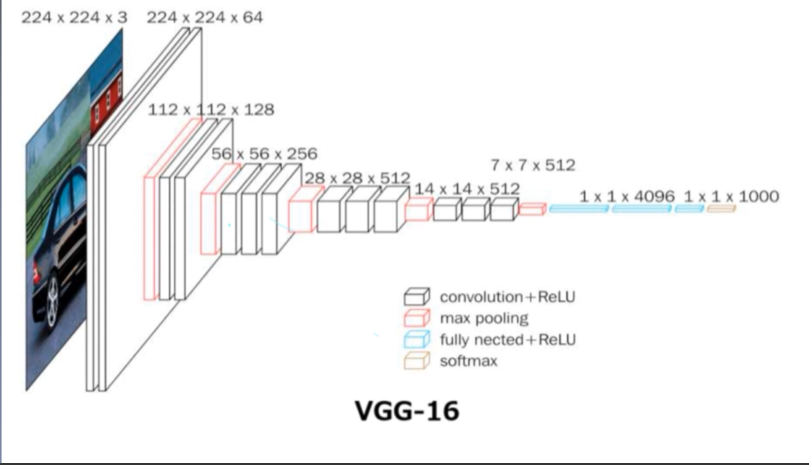 224 x 224 x 3
224 x 224 x 64
112 x 112 x 128
56 x 56 x 256
28 x 28 x 512
14 x 14 x 512
7 x 7 x 512
1 x 1 x 4096
1 x 1 x 1000
convolution+ReLU
max pooling
fully nected+ReLU
softmax
VGG-16